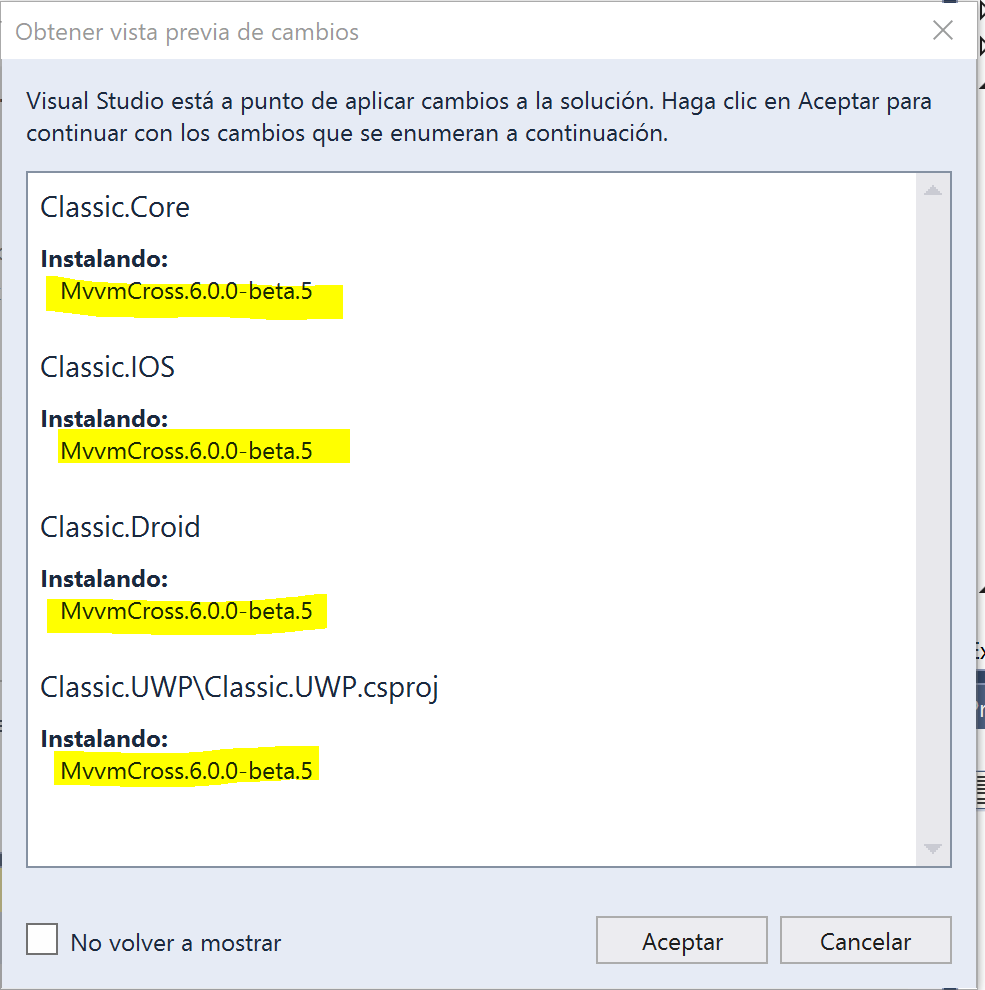 Obtener vista previa de cambios
Visual Studio está a punto de aplicar cambios a la solución. Haga clic en Aceptar para
continuar con los cambios que se enumeran a continuación.
Classic.Core
Instalando:
MvvmCross.6.0.0-beta.5
Classic.IOS
Instalando:
MvvmCross.6.0.0-beta.5
Classic.Droid
Instalando:
MvvmCross.6.0.0-beta.5
Classic.UWP\Classic.UWP.csproj
Instalando:
MvvmCross.6.0.0-beta.5
No volver a mostrar
Aceptar
Cancelar